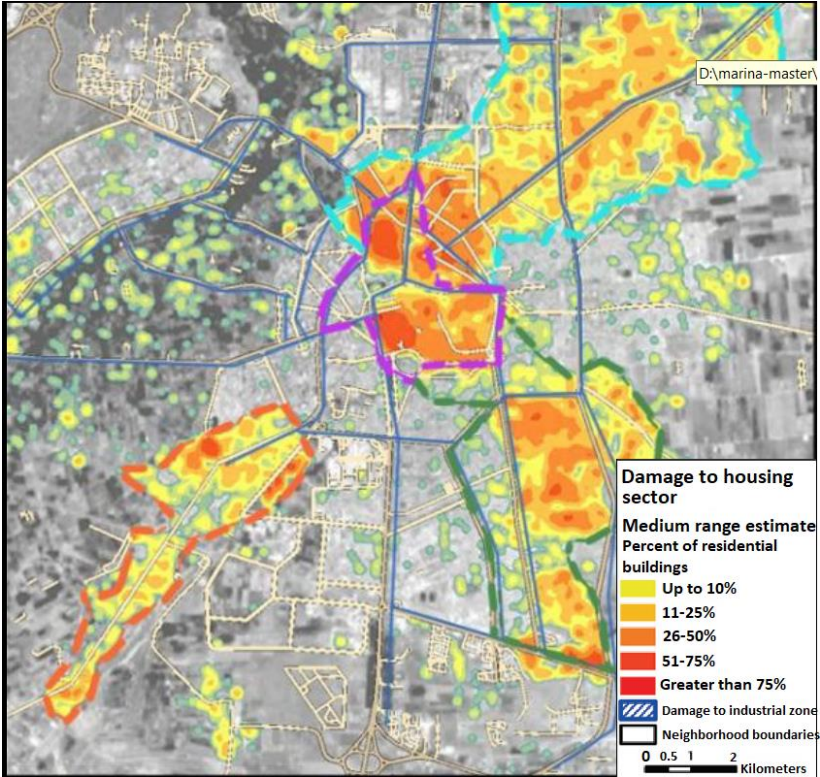 D:\marina-master\
Damage to housing
sector
Medium range estimate
Percent of residential
buildings
Up to 10%
11-25%
26-50%
51-75%
Greater than 75%
Damage to industrial zone
Neighborhood boundaries
0 0.5 1 2
Kilometers